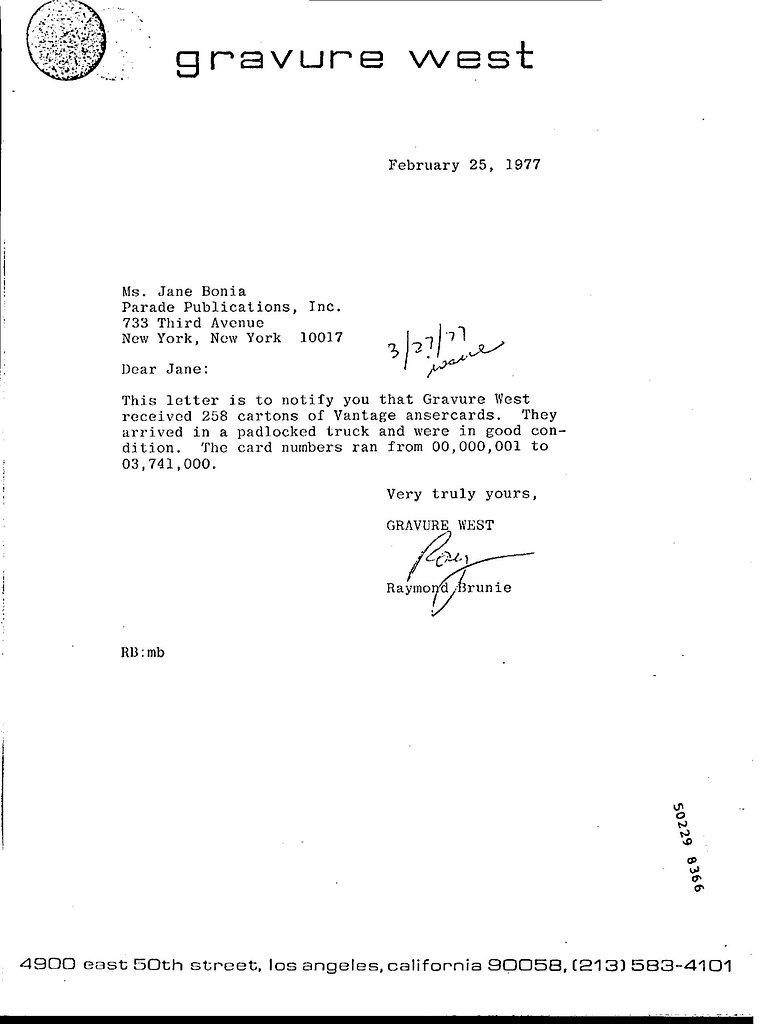 gravure west
February 25, 1977
Ms. Jane Bonia
Parade Publications, Inc.
733 Third Avenue
New York, New York 10017
3/27/77
wave
Dear Jane:
This letter is to notify you that Gravure West
received 258 cartons of Vantage ansercards. They
arrived in a padlocked truck and were in good con-
dition. The card numbers ran from 00,000,001 to
03,741,000.
Very truly yours,
GRAVURE WEST
Ray
Raymond Brunie
RB:mb
50229 8366
4900 east 50th street, los angeles, california 90058, (213) 583-4101